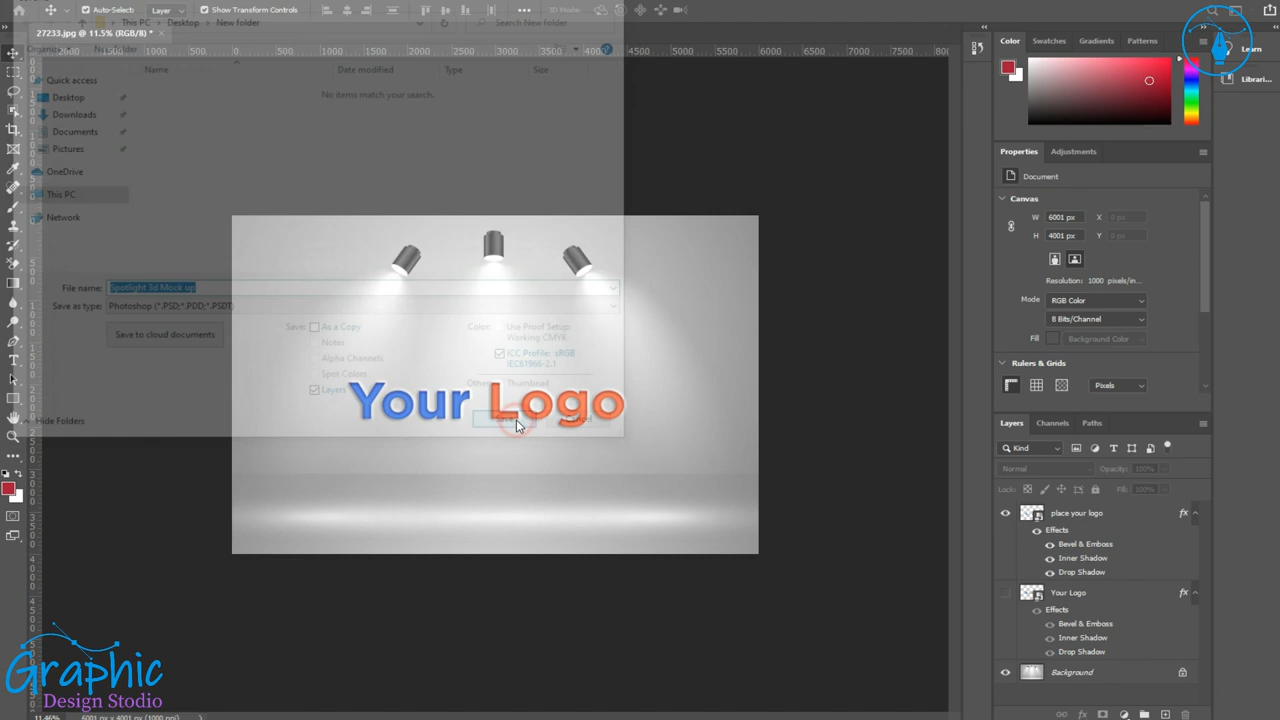 Auto-Select:
Layer
Show Transform Controls
3D Mode:
This PC
Desktop
New folder
Search New folder
27233.jpg @ 11.5% (RGB/8) *
Name
Date modified
Type
Size
No items match your search.
Quick access
Desktop
Downloads
Documents
Pictures
OneDrive
This PC
Network
File name:
Spotlight 3d Mock up
Save as type:
Photoshop (*.PSD;*.PDD;*.PSDT)
Save to cloud documents
Save:
As a Copy
Notes
Alpha Channels
Spot Colors
Layers
Color:
Use Proof Setup:
Working CMYK
ICC Profile: sRGB
IEC61966-2.1
Thumbnail
Hide Folders
Your Logo
Color
Swatches
Gradients
Patterns
Learn
Librari...
Properties
Adjustments
Document
Canvas
W
6001 px
X
0 px
H
4001 px
Y
0 px
Resolution: 1000 pixels/in...
Mode
RGB Color
8 Bits/Channel
Fill
Background Color
Rulers & Grids
Pixels
Layers
Channels
Paths
Kind
Normal
Opacity: 100%
Lock:
Fill: 100%
place your logo
fx
Effects
Bevel & Emboss
Inner Shadow
Drop Shadow
Your Logo
fx
Effects
Bevel & Emboss
Inner Shadow
Drop Shadow
Background
Graphic
Design Studio
11.46%
6001 px x 4001 px (1000 ppi)